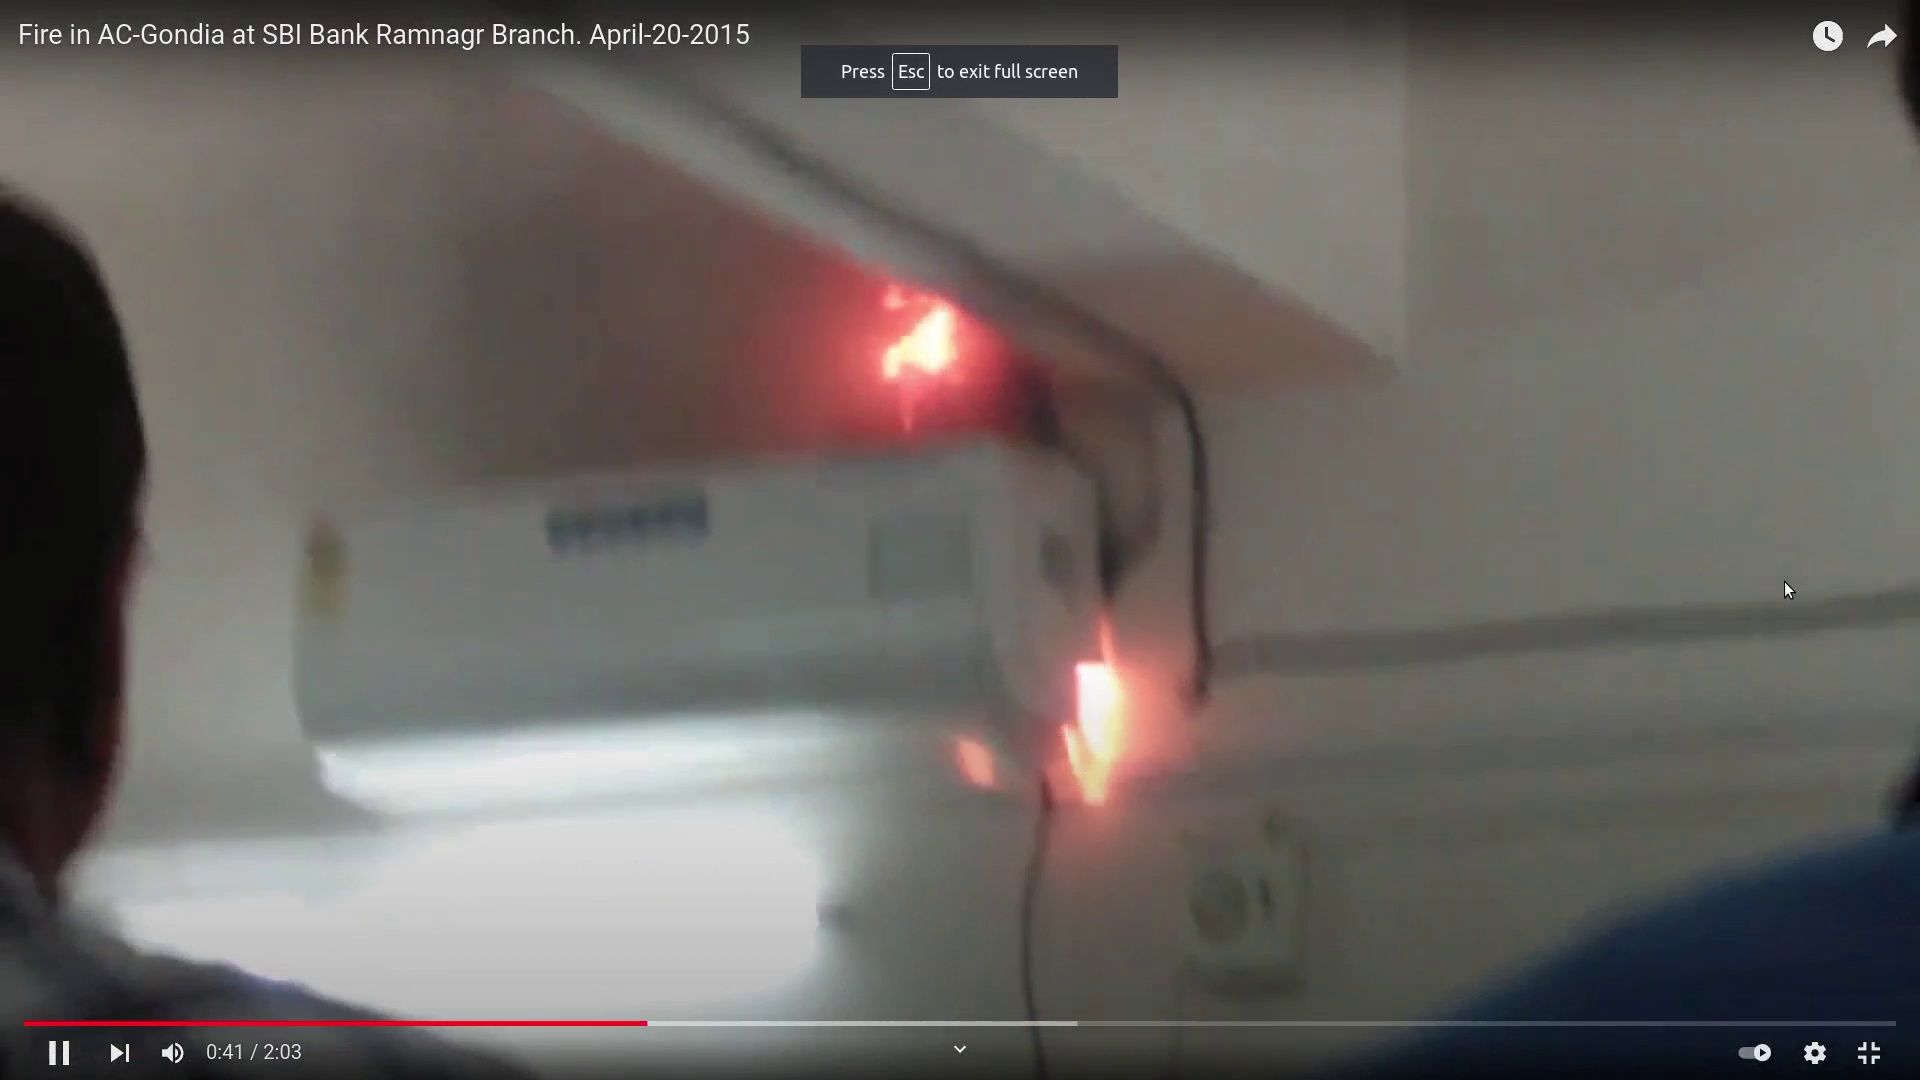 Fire in AC-Gondia at SBI Bank Ramnagr Branch. April-20-2015
Press Esc to exit full screen
0:41 / 2:03